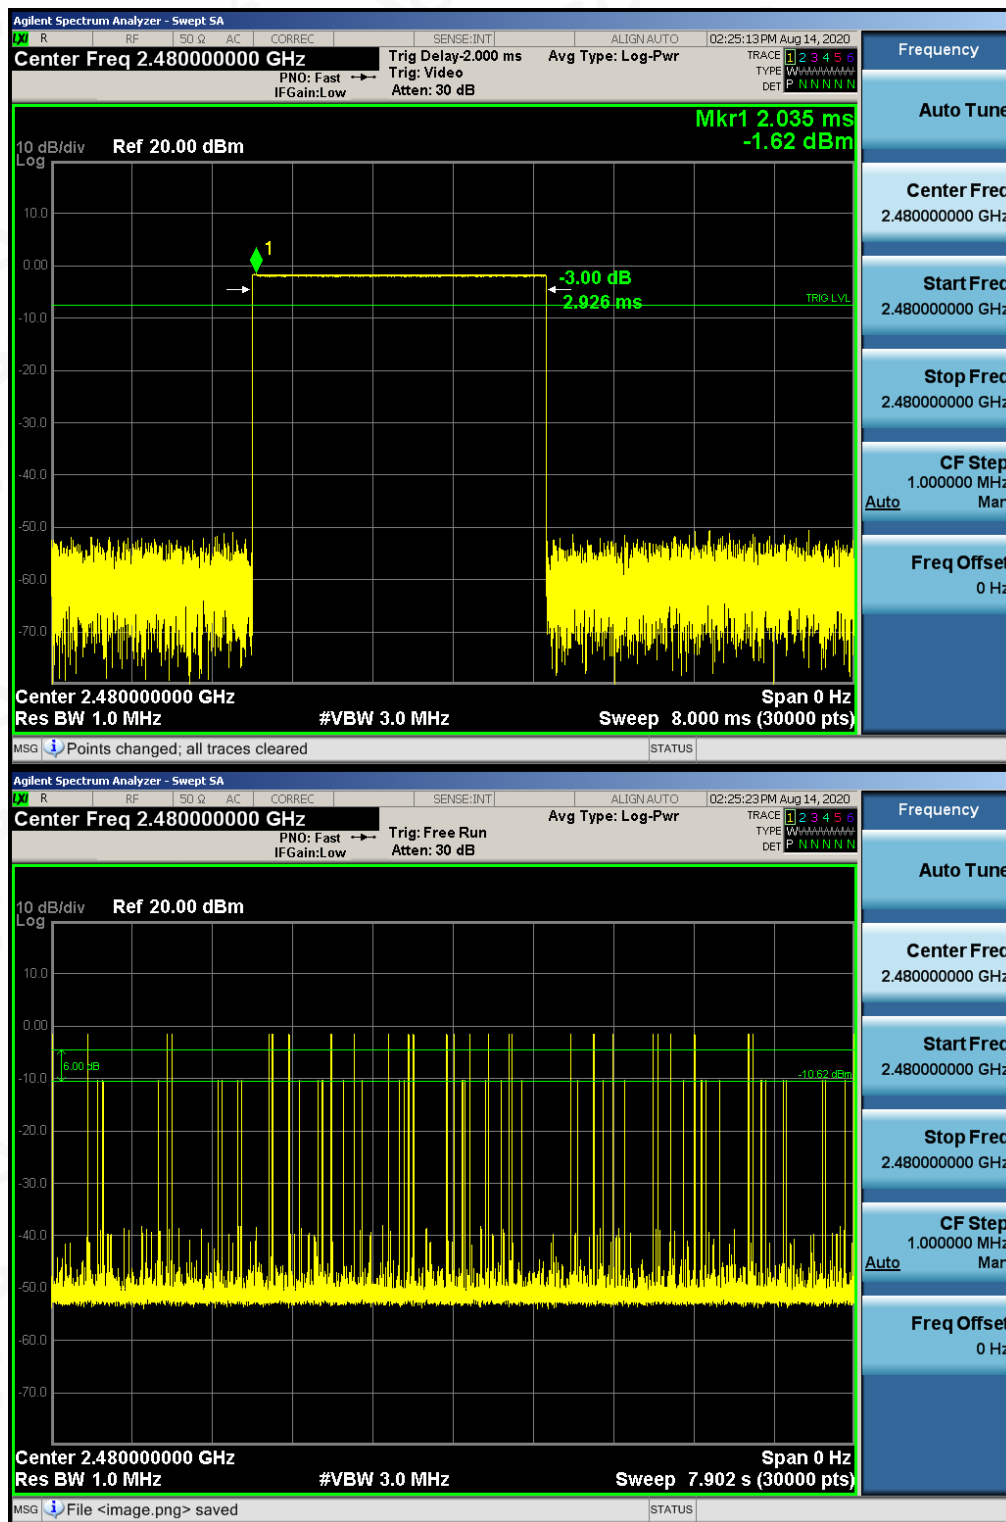 Agilent Spectrum Analyzer - Swept SA
LXI R RF 50 Ω AC CORREC SENSE:INT ALIGN AUTO 02:25:13 PM Aug 14, 2020
Center Freq 2.480000000 GHz
Trig Delay-2.000 ms Avg Type: Log-Pwr TRACE 1 2 3 4 5 6
PNO: Fast Trig: Video TYPE W
IFGain:Low Atten: 30 dB DET P N N N N N
Frequency
Auto Tune
Mkr1 2.035 ms
-1.62 dBm
10 dB/div Ref 20.00 dBm
Log
10.0
0.00
-10.0
-20.0
-30.0
-40.0
-50.0
-60.0
-70.0
1
-3.00 dB
2.926 ms
TRIG LVL
Center Freq
2.480000000 GHz
Start Freq
2.480000000 GHz
Stop Freq
2.480000000 GHz
CF Step
1.000000 MHz
Auto Man
Freq Offset
0 Hz
Center 2.480000000 GHz Span 0 Hz
Res BW 1.0 MHz #VBW 3.0 MHz Sweep 8.000 ms (30000 pts)
MSG Points changed; all traces cleared STATUS
Agilent Spectrum Analyzer - Swept SA
LXI R RF 50 Ω AC CORREC SENSE:INT ALIGN AUTO 02:25:23 PM Aug 14, 2020
Center Freq 2.480000000 GHz
Avg Type: Log-Pwr TRACE 1 2 3 4 5 6
PNO: Fast Trig: Free Run TYPE W
IFGain:Low Atten: 30 dB DET P N N N N N
Frequency
Auto Tune
10 dB/div Ref 20.00 dBm
Log
10.0
0.00
-10.0
-20.0
-30.0
-40.0
-50.0
-60.0
-70.0
6.00 dB
-10.62 dBm
Center Freq
2.480000000 GHz
Start Freq
2.480000000 GHz
Stop Freq
2.480000000 GHz
CF Step
1.000000 MHz
Auto Man
Freq Offset
0 Hz
Center 2.480000000 GHz Span 0 Hz
Res BW 1.0 MHz #VBW 3.0 MHz Sweep 7.902 s (30000 pts)
MSG File <image.png> saved STATUS